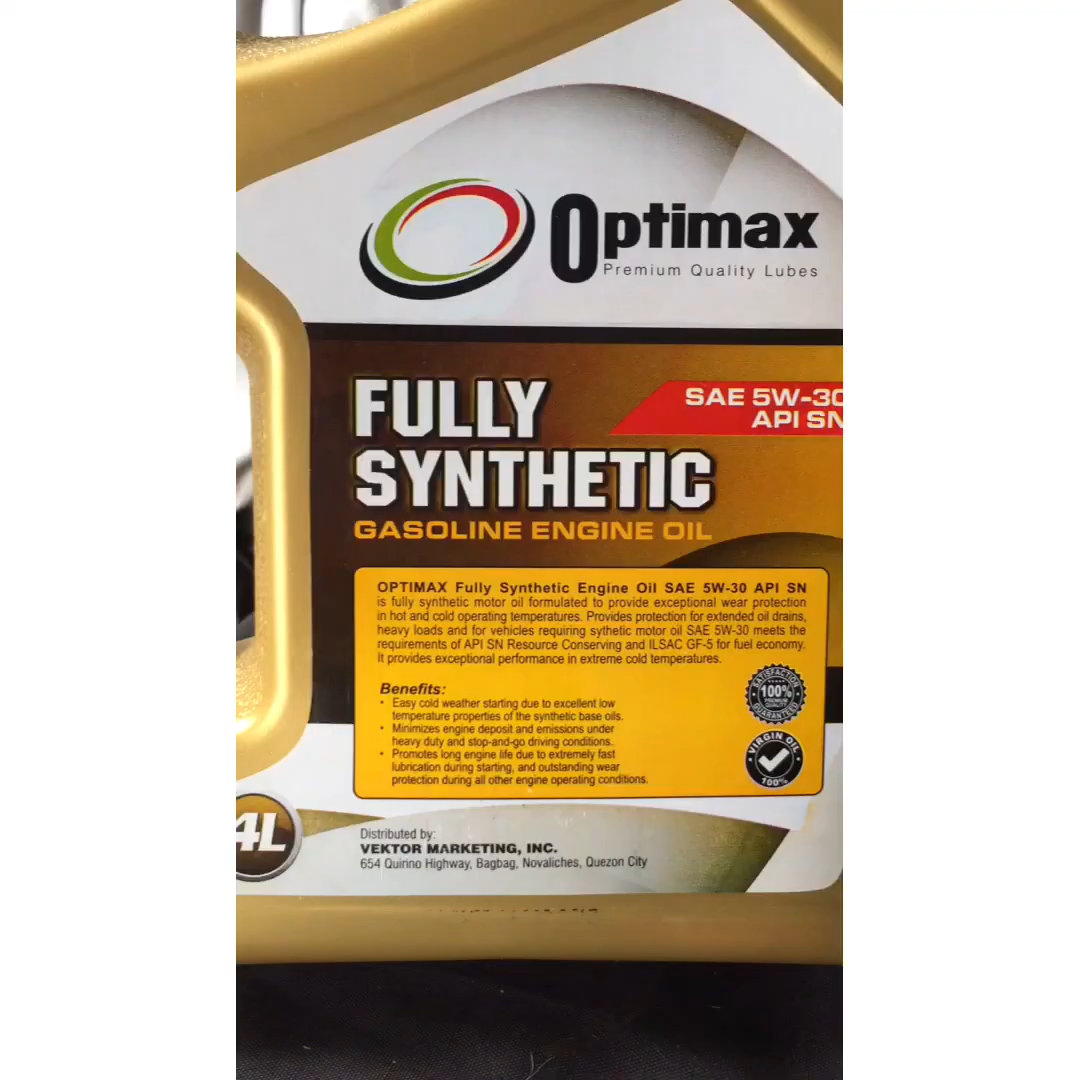 Optimax
Premium Quality Lubes
FULLY
SYNTHETIC
GASOLINE ENGINE OIL
SAE 5W-30
API SN
OPTIMAX Fully Synthetic Engine Oil SAE 5W-30 API SN
is fully synthetic motor oil formulated to provide exceptional wear protection
in hot and cold operating temperatures. Provides protection for extended oil drains,
heavy loads and for vehicles requiring sythetic motor oil SAE 5W-30 meets the
requirements of API SN Resource Conserving and ILSAC GF-5 for fuel economy.
It provides exceptional performance in extreme cold temperatures.
Benefits:
• Easy cold weather starting due to excellent low
temperature properties of the synthetic base oils.
• Minimizes engine deposit and emissions under
heavy duty and stop-and-go driving conditions.
• Promotes long engine life due to extremely fast
lubrication during starting, and outstanding wear
protection during all other engine operating conditions.
SATISFACTION
100%
PREMIUM
QUALITY
GUARANTEED
VIRGIN OIL
100%
4L
Distributed by:
VEKTOR MARKETING, INC.
654 Quirino Highway, Bagbag, Novaliches, Quezon City